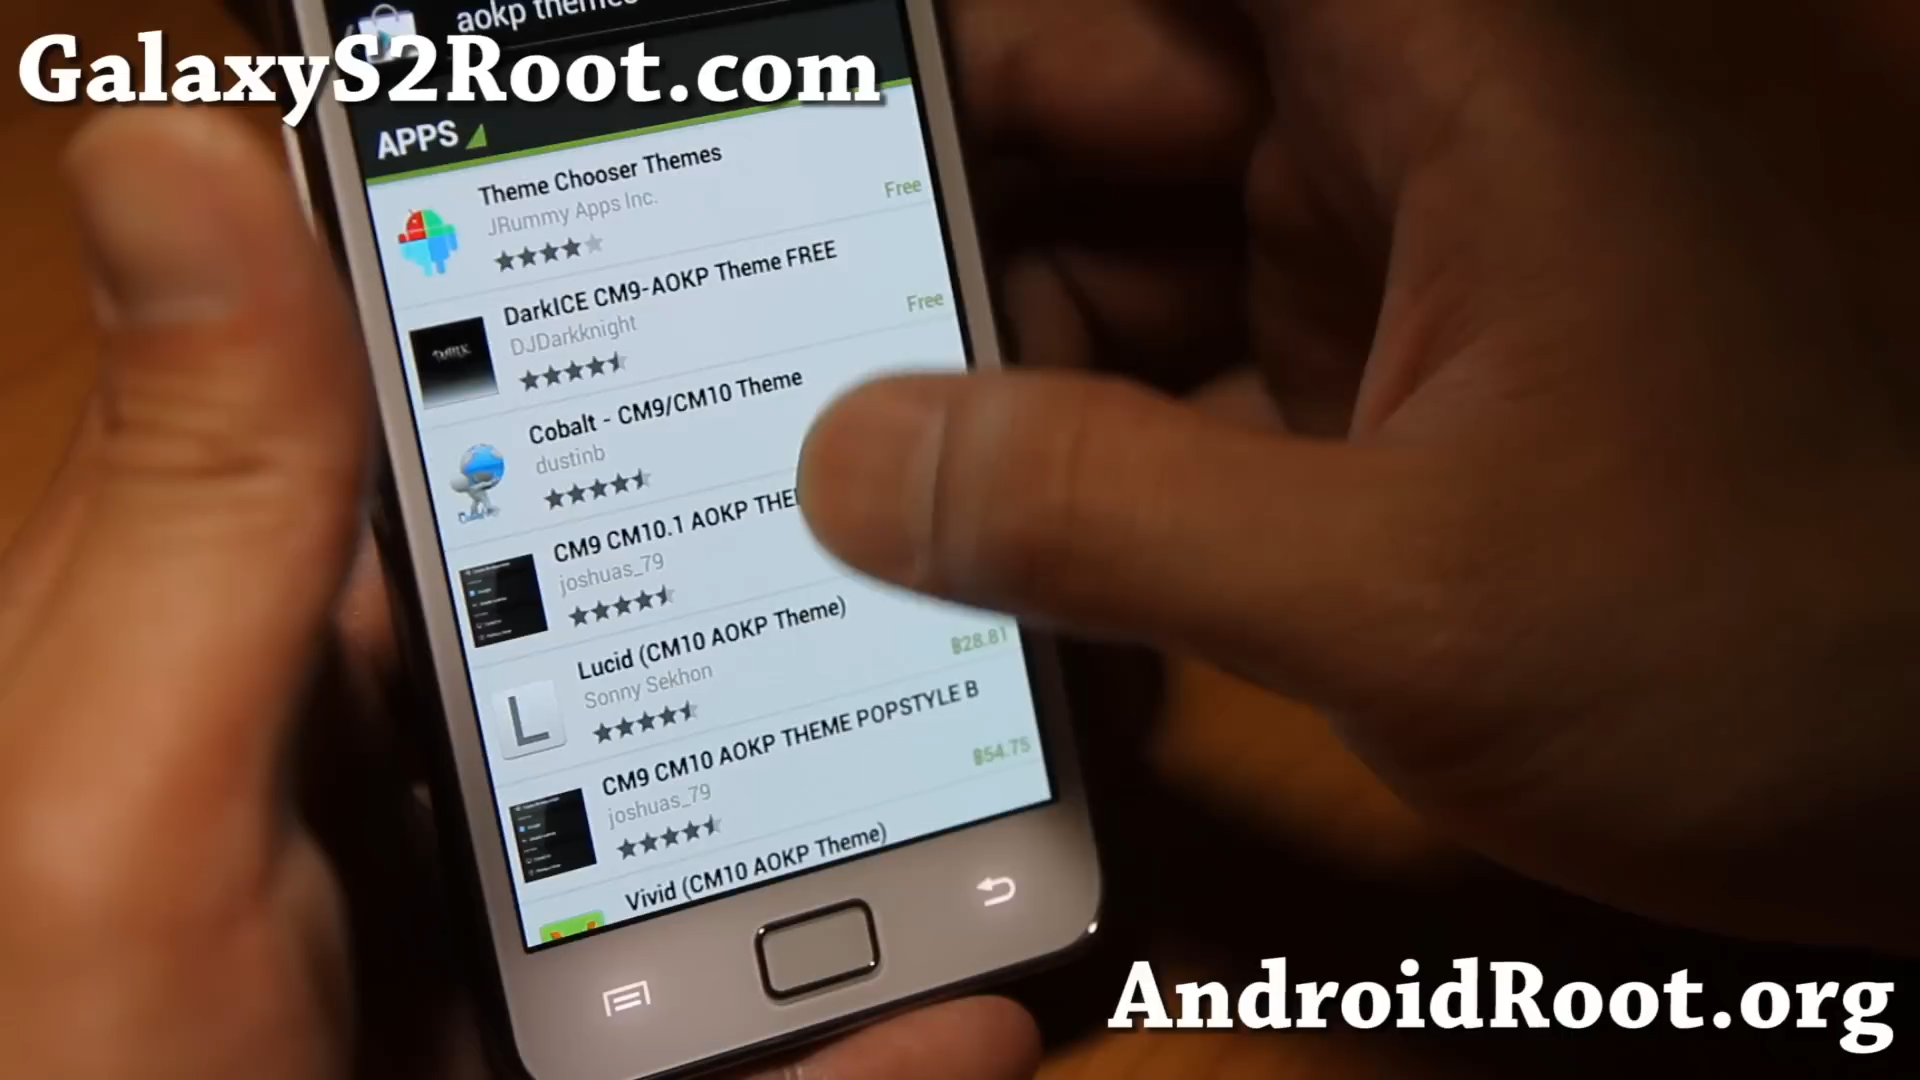 aokp themes
GalaxyS2Root.com
APPS
Theme Chooser Themes
JRummy Apps Inc.
Free
DarkICE CM9-AOKP Theme FREE
DJDarkknight
Free
Cobalt - CM9/CM10 Theme
dustinb
CM9 CM10.1 AOKP
joshuas_79
Lucid (CM10 AOKP Theme)
Sonny Sekhon
฿28.81
CM9 CM10 AOKP THEME POPSTYLE B
joshuas_79
฿54.75
Vivid (CM10 AOKP Theme)
AndroidRoot.org